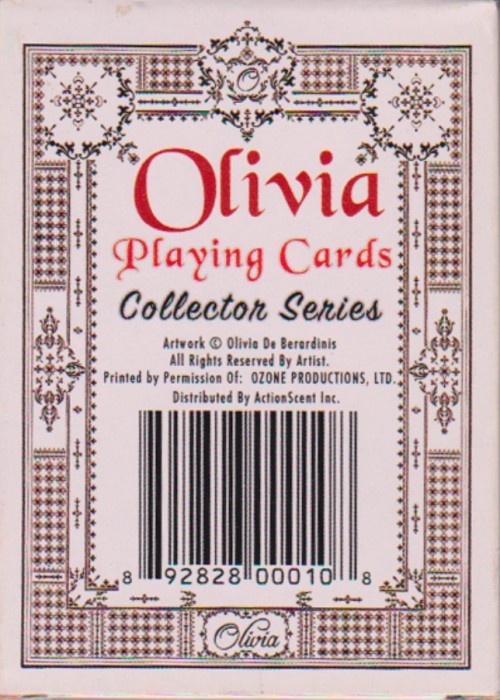 O
Olivia
Playing Cards
Collector Series
Artwork © Olivia De Berardinis
All Rights Reserved By Artist.
Printed by Permission Of: OZONE PRODUCTIONS, LTD.
Distributed By ActionScent Inc.
8 92828 00010 8
Olivia